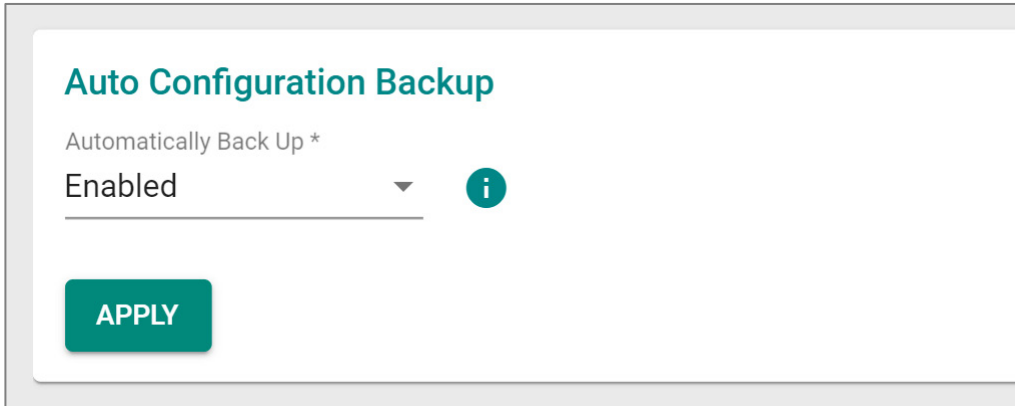 Auto Configuration Backup
Automatically Back Up *
Enabled
i
APPLY